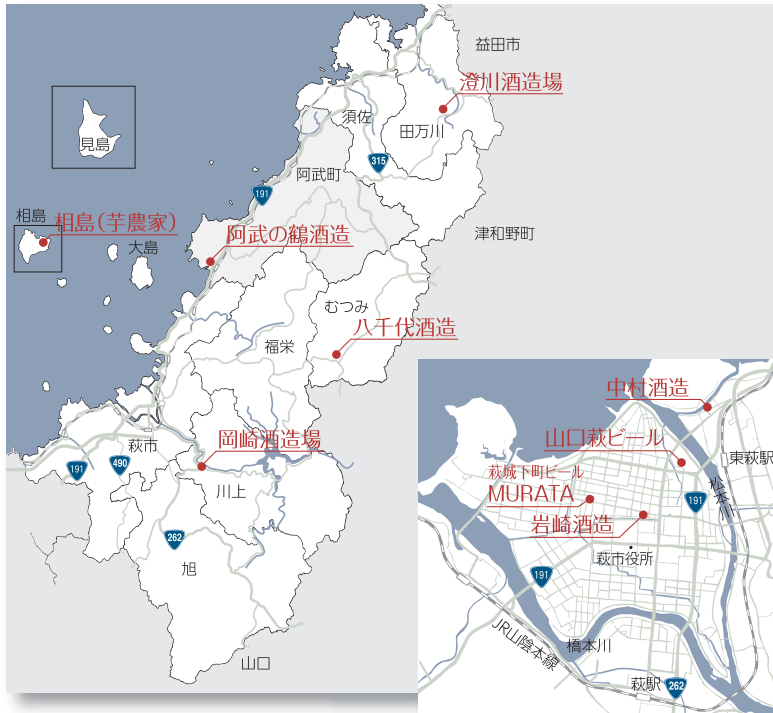 益田市
澄川酒造場
須佐
田万川
見島
315
阿武町
191
相島
相島（芋農家）
大島
阿武の鶴酒造
津和野町
むつみ
八千代酒造
福栄
萩市
岡崎酒造場
191
490
川上
262
旭
山口
中村酒造
山口萩ビール
東萩駅
萩城下町ビール
MURATA
松本川
191
岩崎酒造
萩市役所
191
JR山陰本線
橋本川
萩駅
262